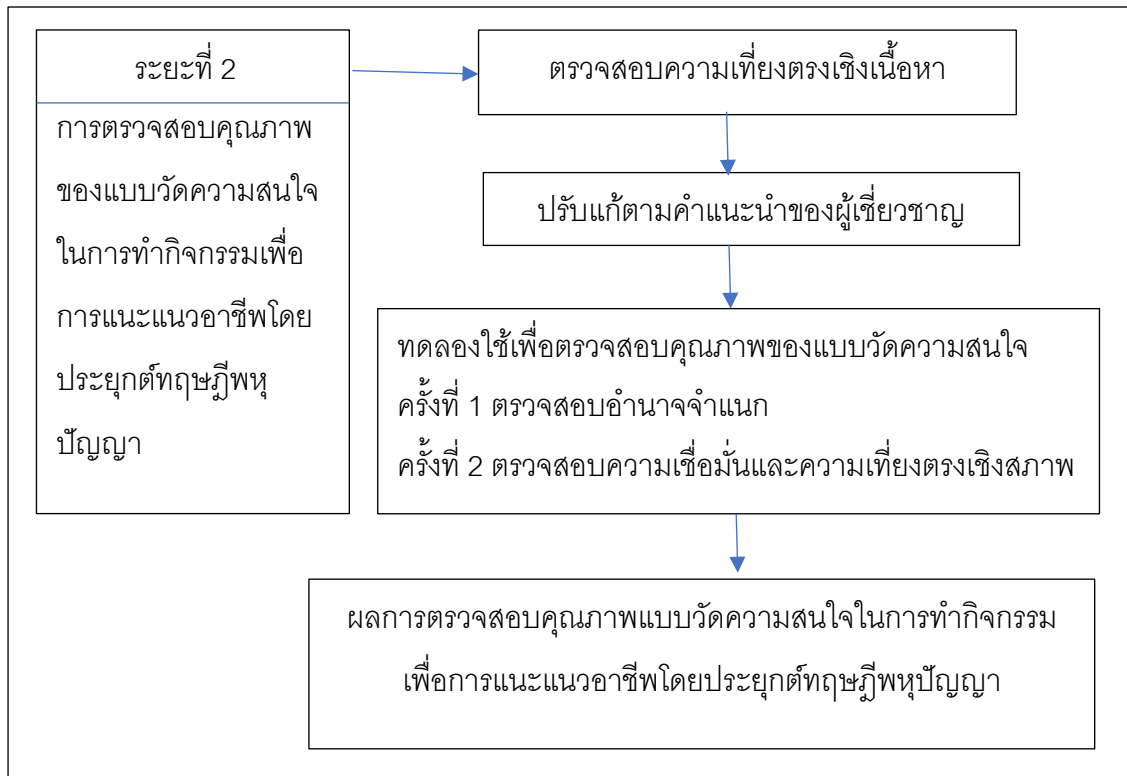 ระยะที่ 2
การตรวจสอบคุณภาพ
ของแบบวัดความสนใจ
ในการทำกิจกรรมเพื่อ
การแนะแนวอาชีพโดย
ประยุกต์ทฤษฎีพหุ
ปัญญา
ตรวจสอบความเที่ยงตรงเชิงเนื้อหา
ปรับแก้ตามคำแนะนำของผู้เชี่ยวชาญ
ทดลองใช้เพื่อตรวจสอบคุณภาพของแบบวัดความสนใจ
ครั้งที่ 1 ตรวจสอบอำนาจจำแนก
ครั้งที่ 2 ตรวจสอบความเชื่อมั่นและความเที่ยงตรงเชิงสภาพ
ผลการตรวจสอบคุณภาพแบบวัดความสนใจในการทำกิจกรรม
เพื่อการแนะแนวอาชีพโดยประยุกต์ทฤษฎีพหุปัญญา